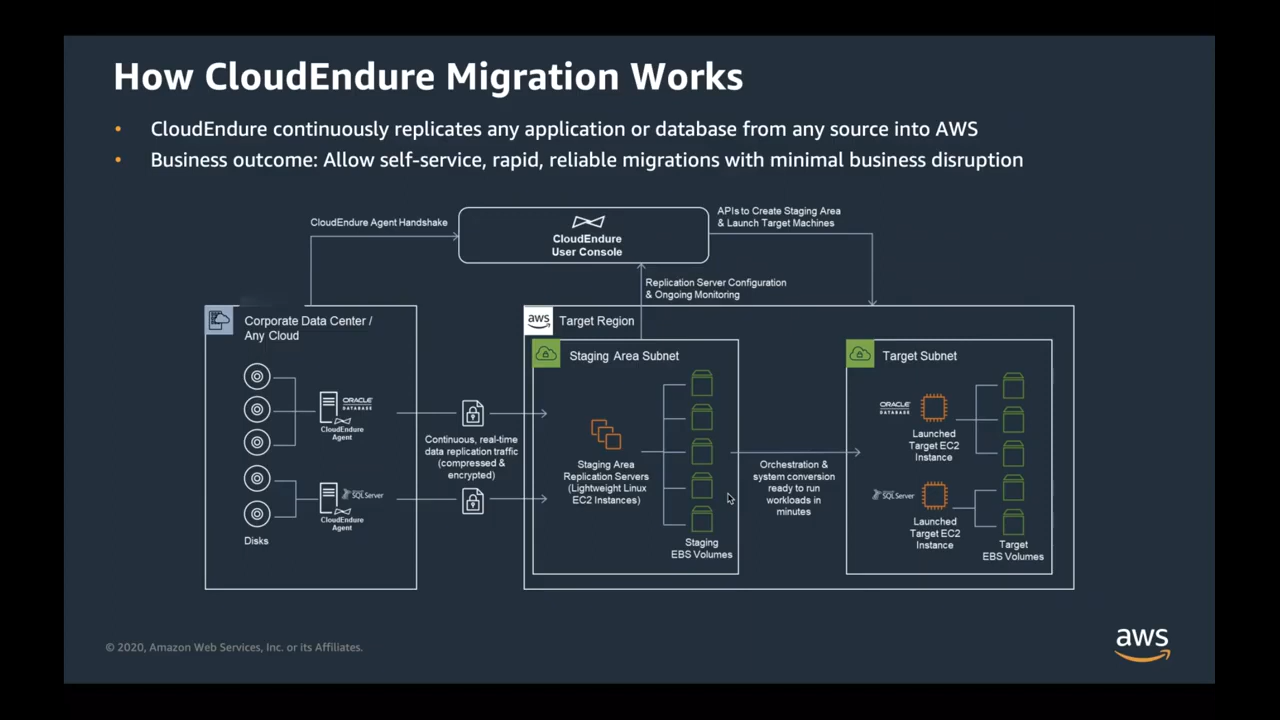 How CloudEndure Migration Works
• CloudEndure continuously replicates any application or database from any source into AWS
• Business outcome: Allow self-service, rapid, reliable migrations with minimal business disruption
CloudEndure Agent Handshake
CloudEndure
User Console
APIs to Create Staging Area
& Launch Target Machines
Replication Server Configuration
& Ongoing Monitoring
Corporate Data Center /
Any Cloud
Disks
ORACLE
DATABASE
CloudEndure
Agent
SQL Server
CloudEndure
Agent
Continuous, real-time
data replication traffic
(compressed &
encrypted)
aws
Target Region
Staging Area Subnet
Staging Area
Replication Servers
(Lightweight Linux
EC2 Instances)
Staging
EBS Volumes
Orchestration &
system conversion
ready to run
workloads in
minutes
Target Subnet
ORACLE
DATABASE
Launched
Target EC2
Instance
SQL Server
Launched
Target EC2
Instance
Target
EBS Volumes
© 2020, Amazon Web Services, Inc. or its Affiliates.
aws